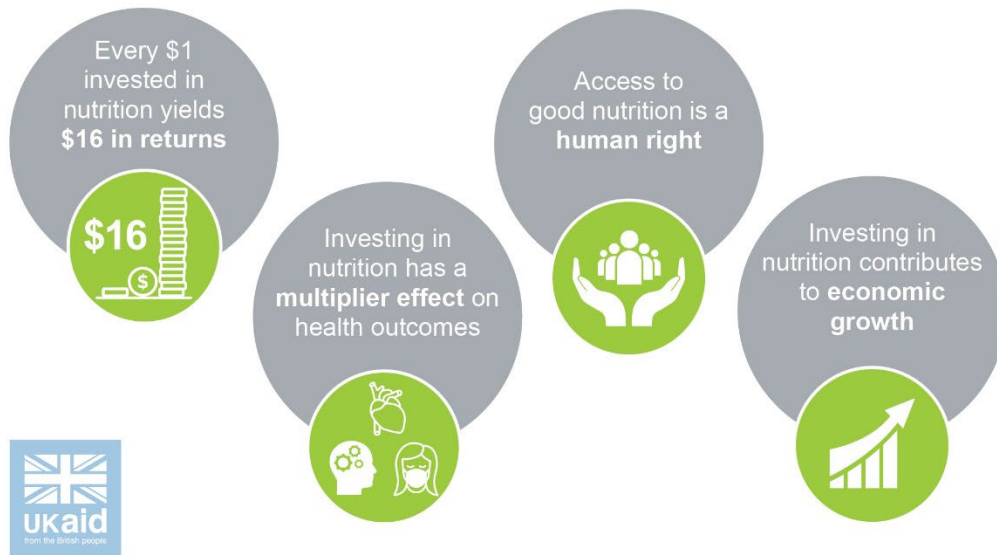 Every $1
invested in
nutrition yields
$16 in returns
$16
$
Investing in
nutrition has a
multiplier effect on
health outcomes
Access to
good nutrition is a
human right
Investing in
nutrition contributes
to economic
growth
UKaid
from the British people